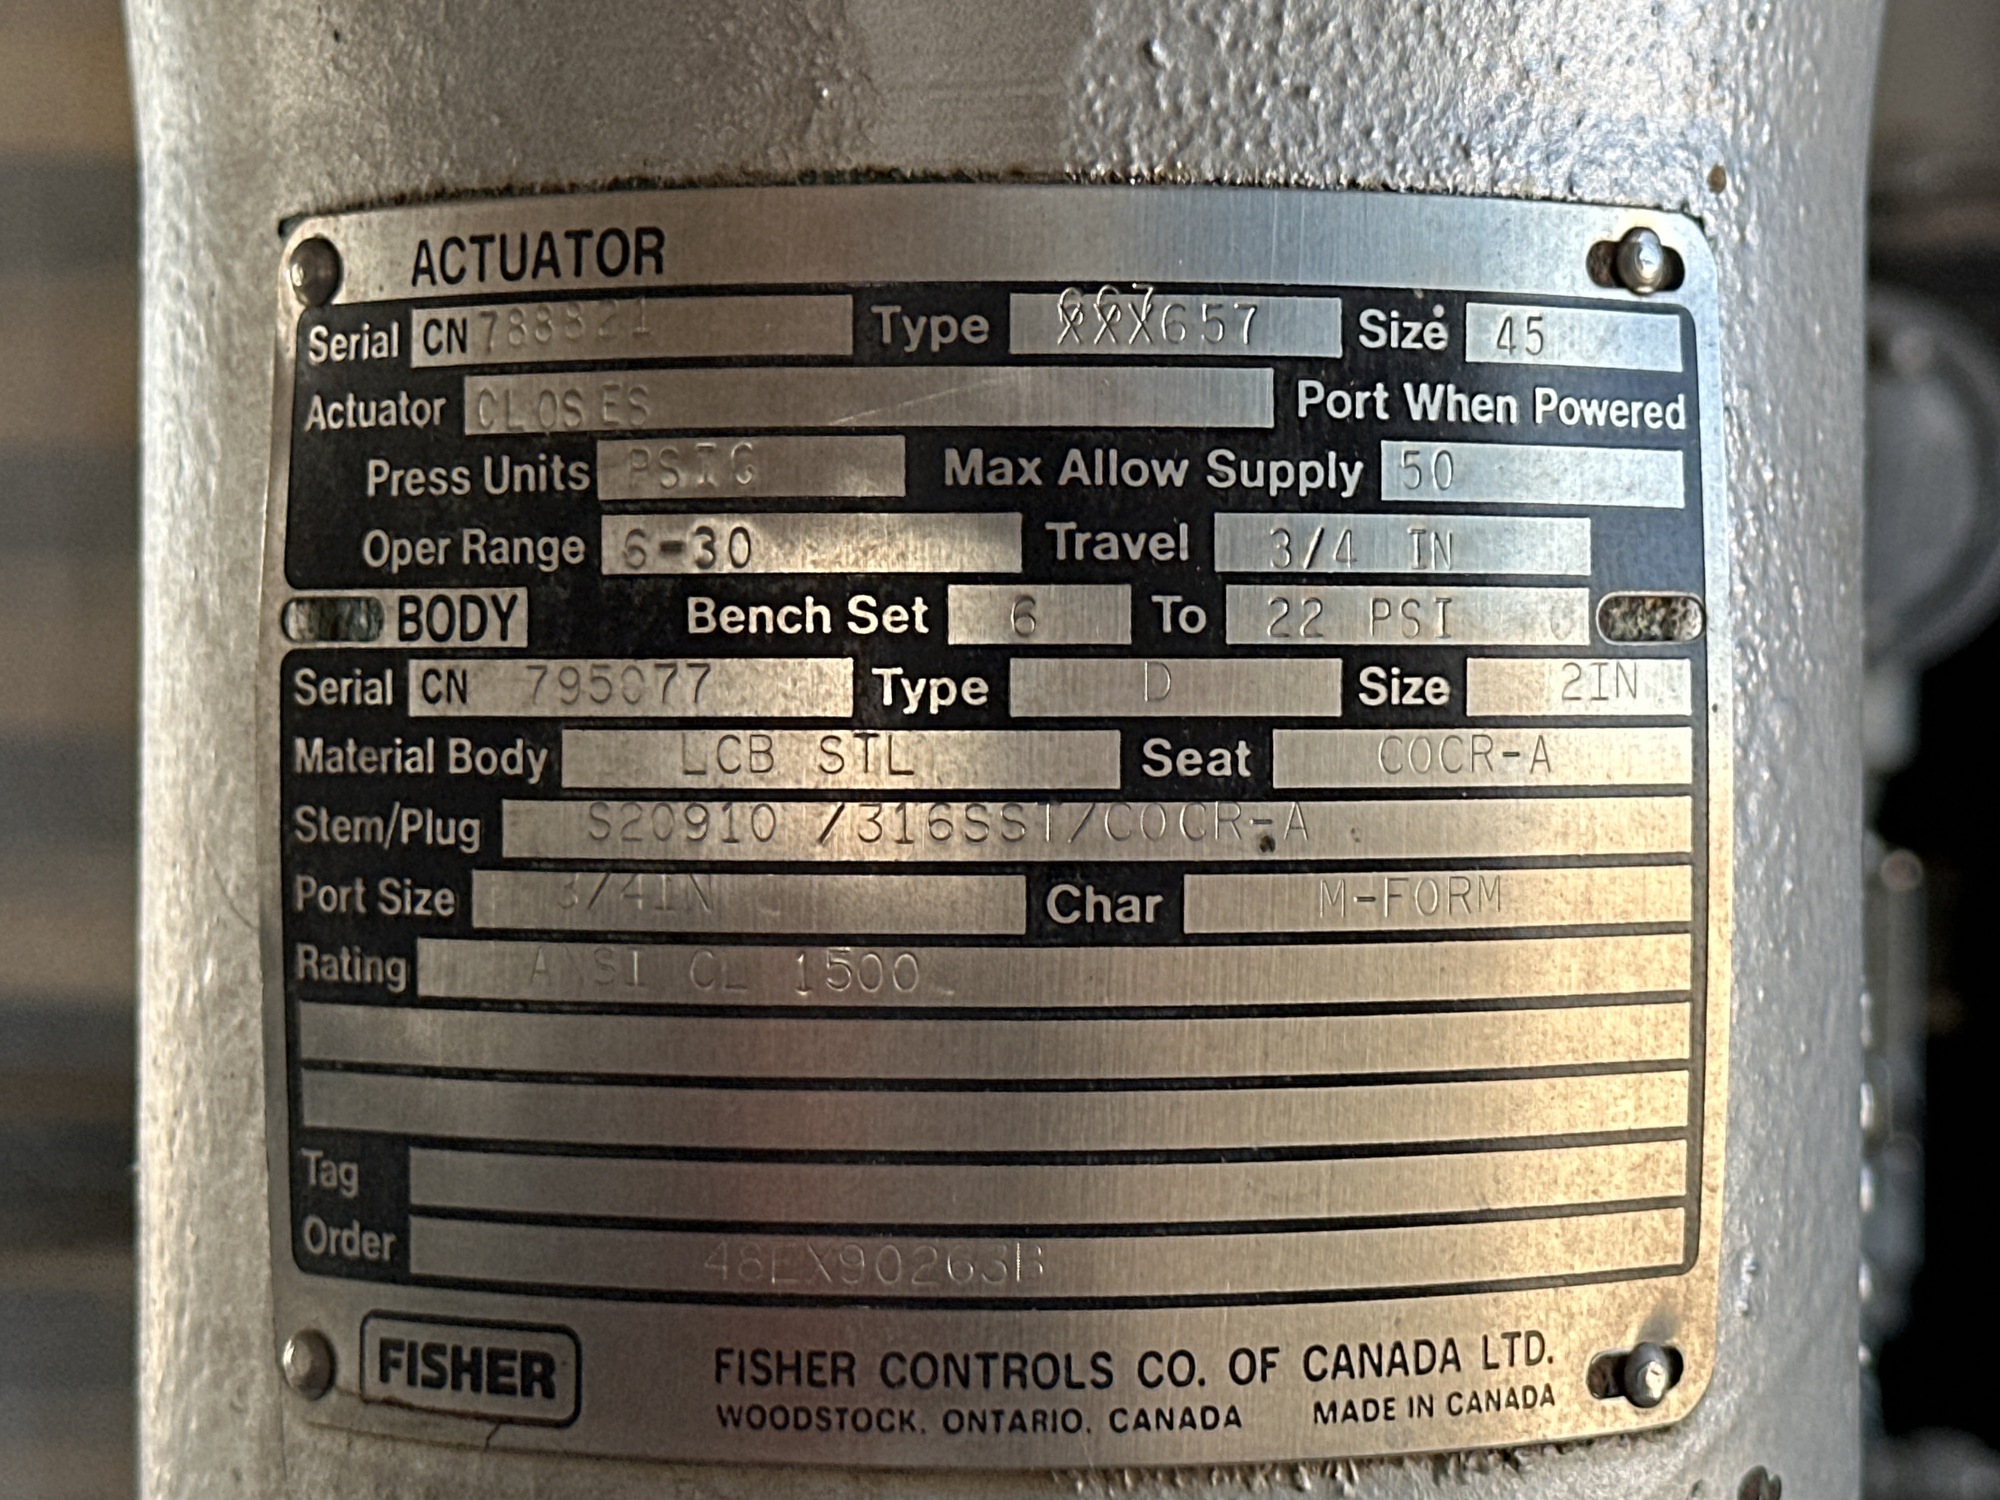 ACTUATOR
Serial CN 788821 Type 667 XXX657 Size 45
Actuator CLOSES Port When Powered
Press Units PSIG Max Allow Supply 50
Oper Range 6-30 Travel 3/4 IN
BODY Bench Set 6 To 22 PSI G
Serial CN 795077 Type D Size 2IN
Material Body LCB STL Seat COCR-A
Stem/Plug S20910 /316SST/COCR-A
Port Size 3/4IN Char M-FORM
Rating ANSI CL 1500
Tag
Order 48EX90263B
FISHER FISHER CONTROLS CO. OF CANADA LTD.
WOODSTOCK, ONTARIO, CANADA MADE IN CANADA